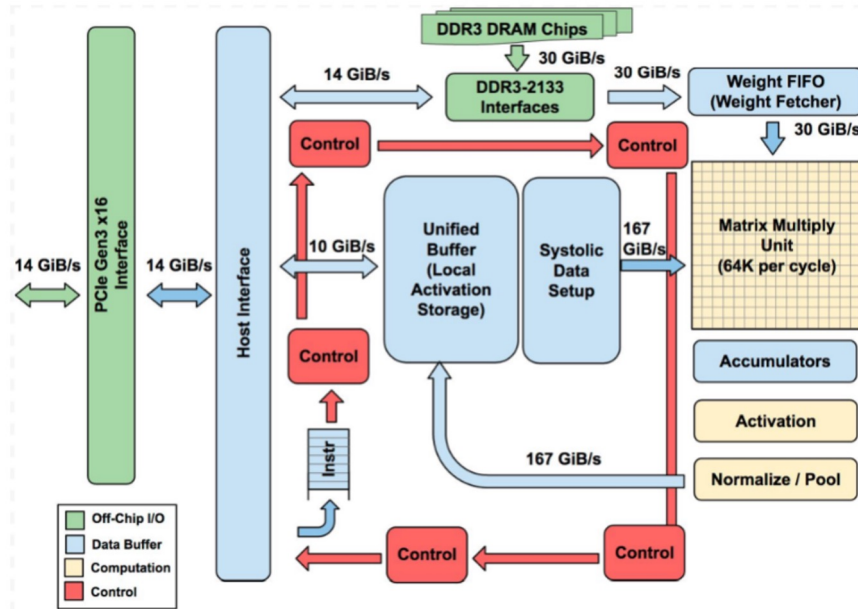 DDR3 DRAM Chips
30 GiB/s
14 GiB/s
DDR3-2133
Interfaces
30 GiB/s
Weight FIFO
(Weight Fetcher)
30 GiB/s
Control
Control
PCIe Gen3 x16
Interface
14 GiB/s
14 GiB/s
Host Interface
10 GiB/s
Unified
Buffer
(Local
Activation
Storage)
Systolic
Data
Setup
167
GiB/s
Matrix Multiply
Unit
(64K per cycle)
Control
Accumulators
Activation
Instr
167 GiB/s
Normalize / Pool
Off-Chip I/O
Data Buffer
Computation
Control
Control
Control